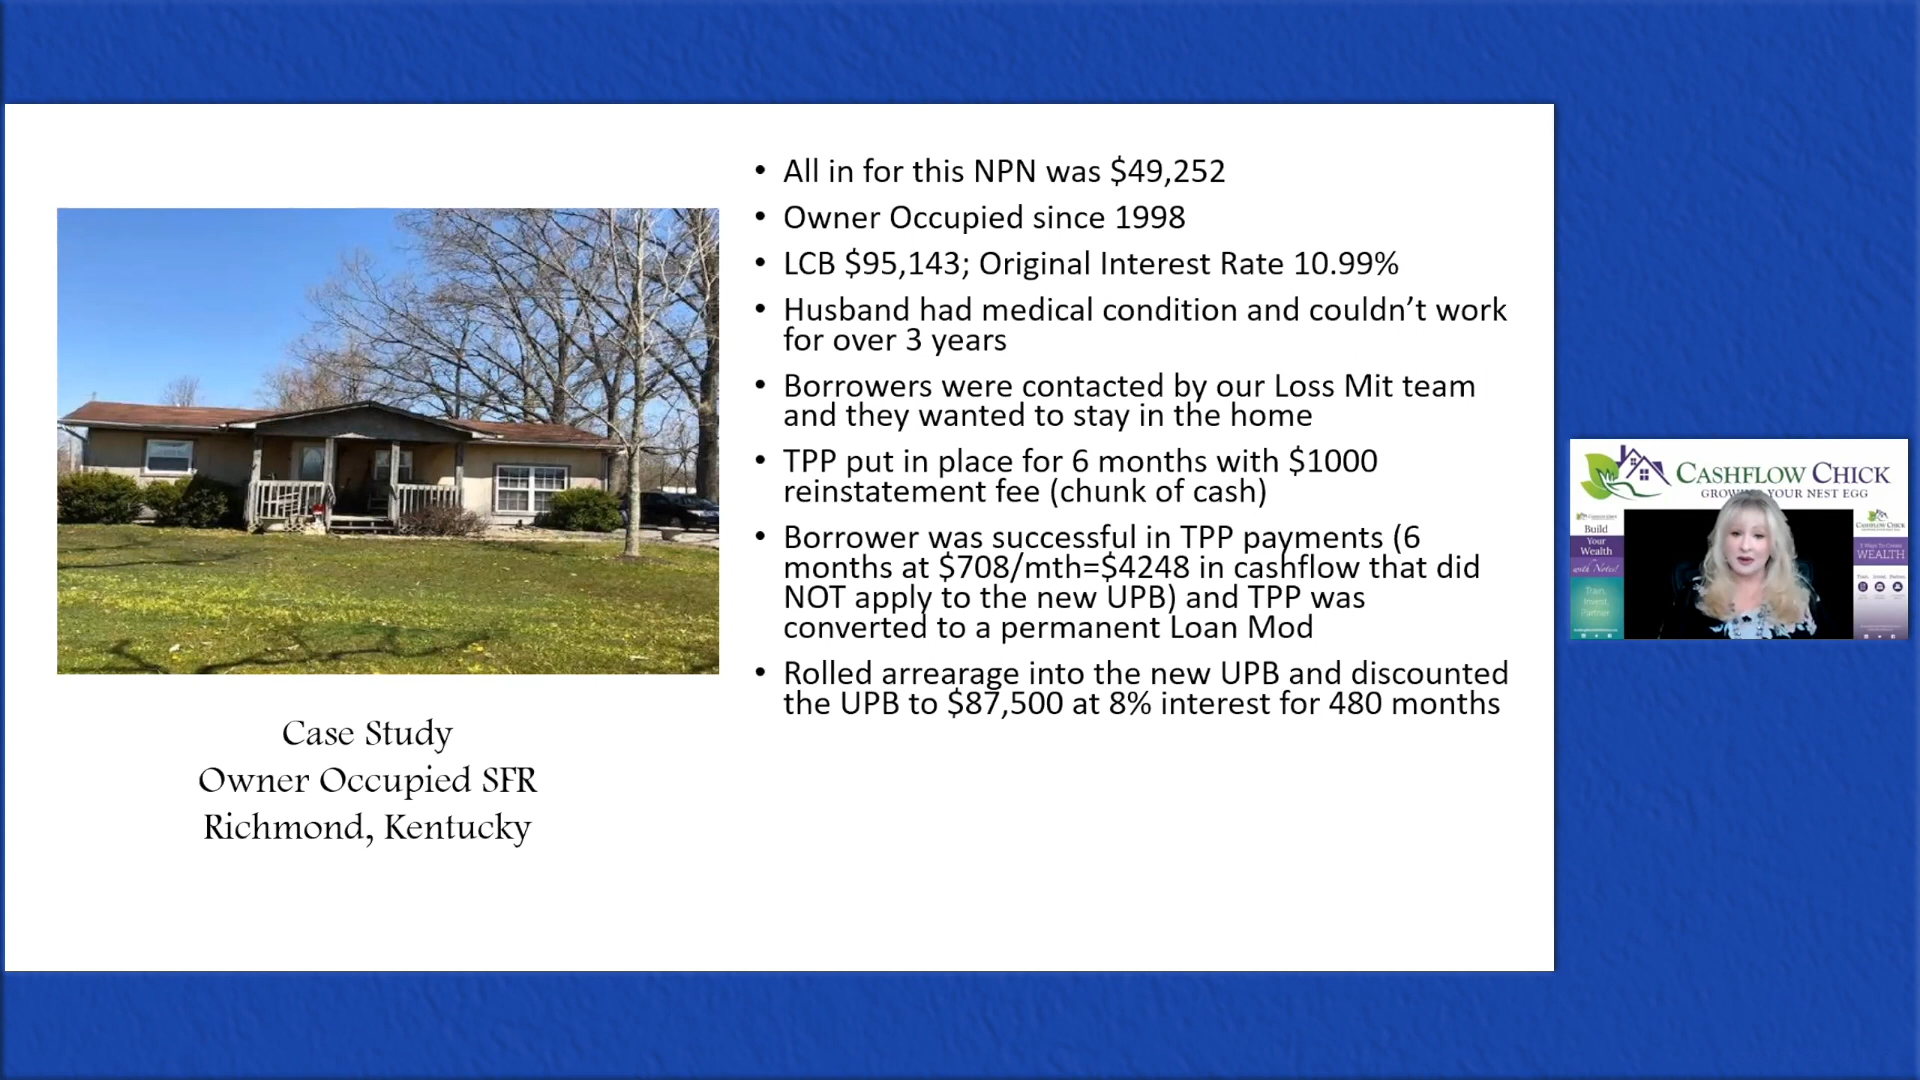 • All in for this NPN was $49,252
• Owner Occupied since 1998
• LCB $95,143; Original Interest Rate 10.99%
• Husband had medical condition and couldn’t work
for over 3 years
• Borrowers were contacted by our Loss Mit team
and they wanted to stay in the home
• TPP put in place for 6 months with $1000
reinstatement fee (chunk of cash)
• Borrower was successful in TPP payments (6
months at $708/mth=$4248 in cashflow that did
NOT apply to the new UPB) and TPP was
converted to a permanent Loan Mod
• Rolled arrearage into the new UPB and discounted
the UPB to $87,500 at 8% interest for 480 months
Case Study
Owner Occupied SFR
Richmond, Kentucky
CASHFLOW CHICK
YOUR NEST EGG
Build
Your
Wealth
with Notes!
Train,
Invest,
Partner
WEALTH